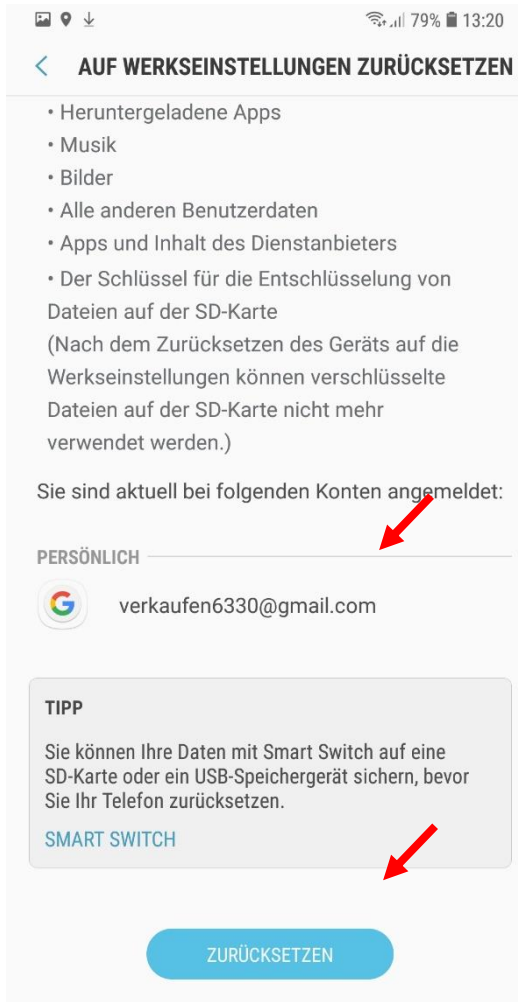 79% 13:20
AUF WERKSEINSTELLUNGEN ZURÜCKSETZEN
• Heruntergeladene Apps
• Musik
• Bilder
• Alle anderen Benutzerdaten
• Apps und Inhalt des Dienstanbieters
• Der Schlüssel für die Entschlüsselung von
Dateien auf der SD-Karte
(Nach dem Zurücksetzen des Geräts auf die
Werkseinstellungen können verschlüsselte
Dateien auf der SD-Karte nicht mehr
verwendet werden.)
Sie sind aktuell bei folgenden Konten angemeldet:
PERSÖNLICH
G verkaufen6330@gmail.com
TIPP
Sie können Ihre Daten mit Smart Switch auf eine
SD-Karte oder ein USB-Speichergerät sichern, bevor
Sie Ihr Telefon zurücksetzen.
SMART SWITCH
ZURÜCKSETZEN